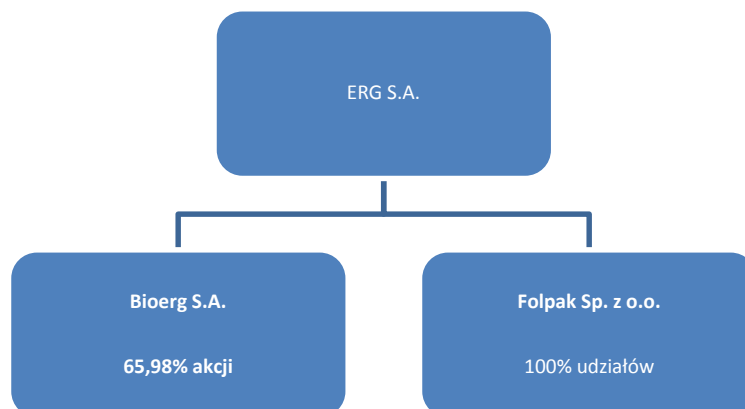 ERG S.A.
Bioerg S.A.
65,98% akcji
Folpak Sp. z o.o.
100% udziałów